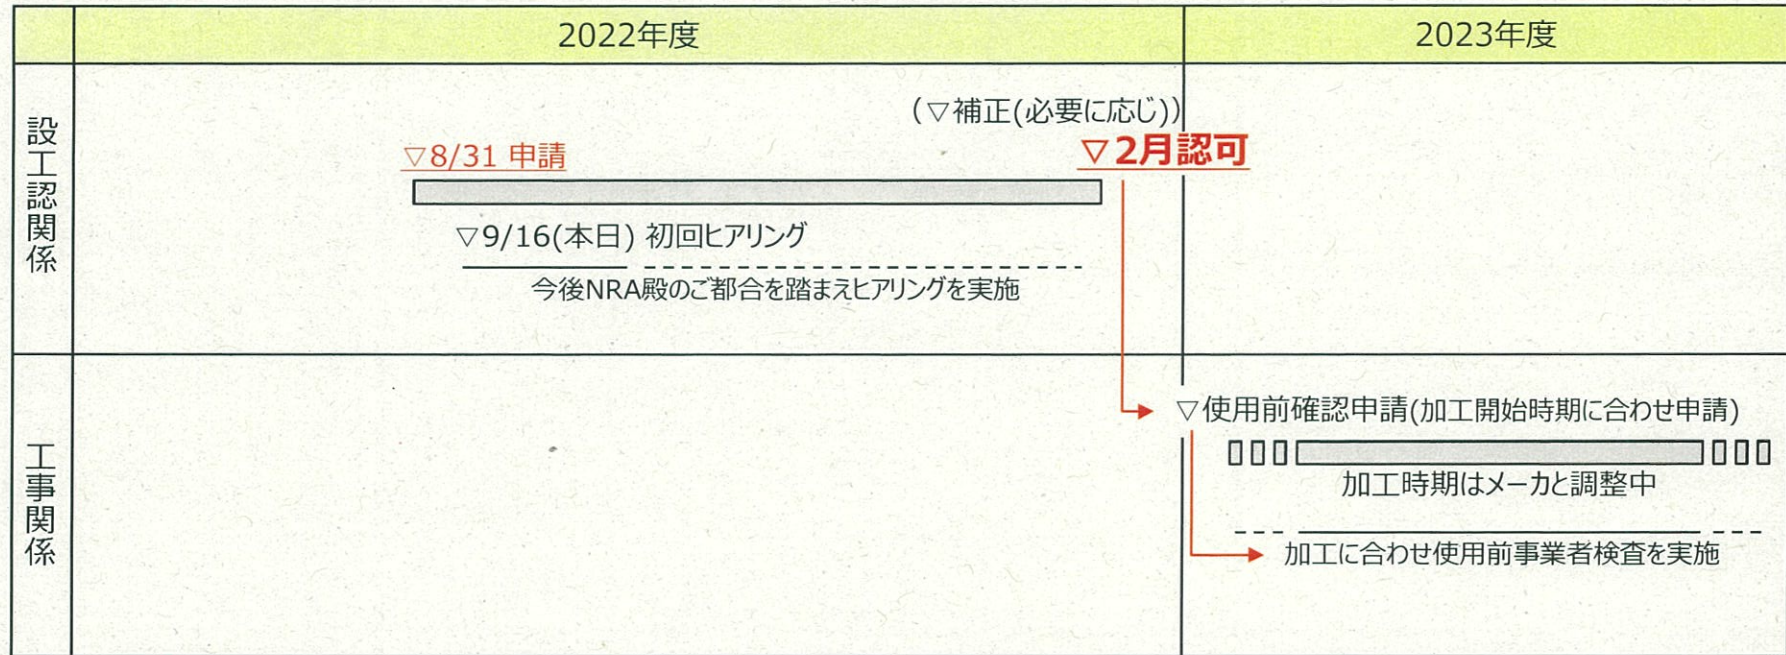 2022年度
2023年度
設工認関係
(▽補正(必要に応じ))
▽8/31 申請
▽2月認可
▽9/16(本日) 初回ヒアリング
今後NRA殿のご都合を踏まえヒアリングを実施
工事関係
▽使用前確認申請(加工開始時期に合わせ申請)
加工時期はメーカと調整中
加工に合わせ使用前事業者検査を実施